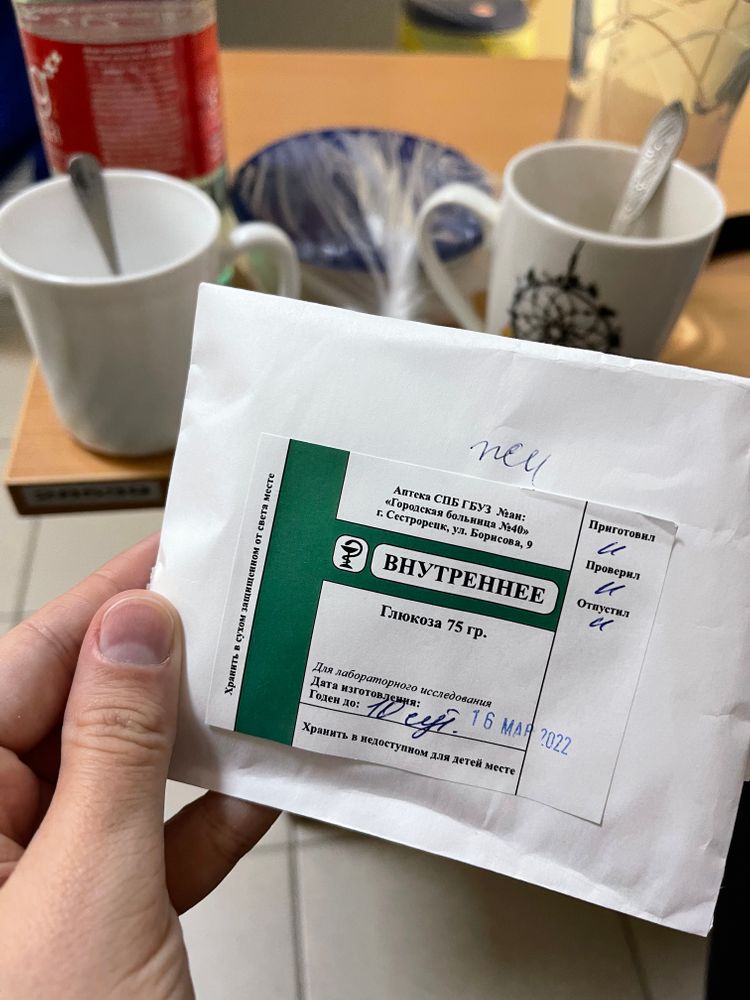 Хранить в сухом защищенном от света месте
Аптека СПБ ГБУЗ №ан:
«Городская больница №40»
г. Сестрорецк, ул. Борисова, 9
ВНУТРЕННЕЕ
Глюкоза 75 гр.
Для лабораторного исследования
Дата изготовления: 16 МАР 2022
Годен до: 10 сут.
Хранить в недоступном для детей месте
Приготовил
Проверил
Отпустил